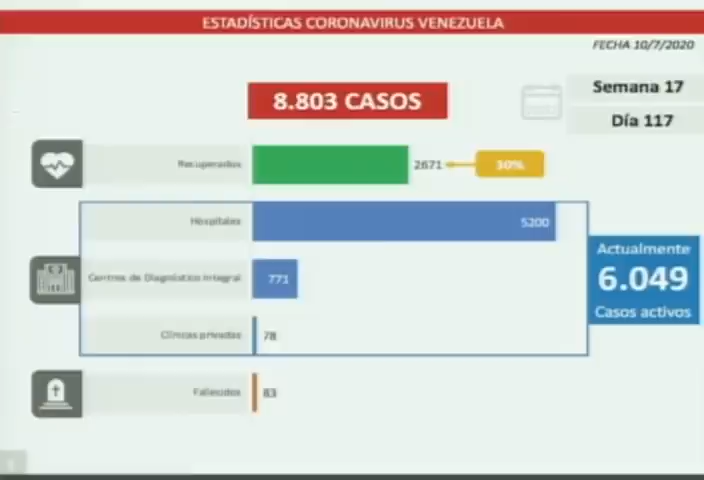 ESTADÍSTICAS CORONAVIRUS VENEZUELA
FECHA 10/7/2020
8.803 CASOS
Semana 17
Día 117
Recuperados
2671
30%
Hospitales
5200
Centros de Diagnóstico Integral
771
Clínicas privadas
78
Actualmente
6.049
Casos activos
Fallecidos
83